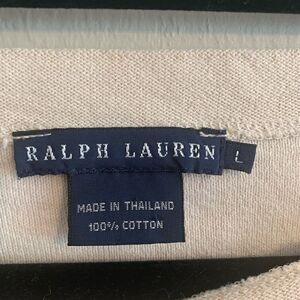 RALPH LAUREN
L
MADE IN THAILAND
100% COTTON